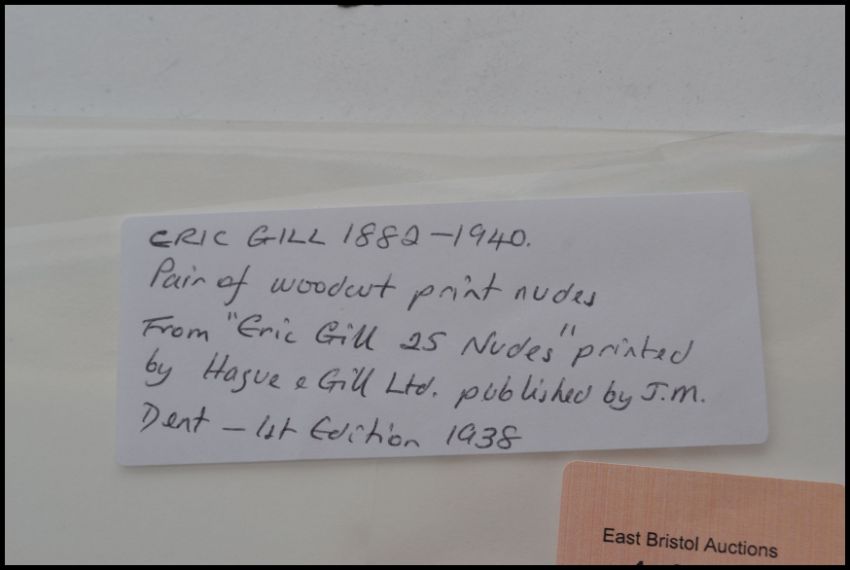 ERIC GILL 1882-1940.
Pair of woodcut print nudes
From "Eric Gill 25 Nudes" printed
by Hague & Gill Ltd. published by J.M.
Dent - 1st Edition 1938
East Bristol Auctions